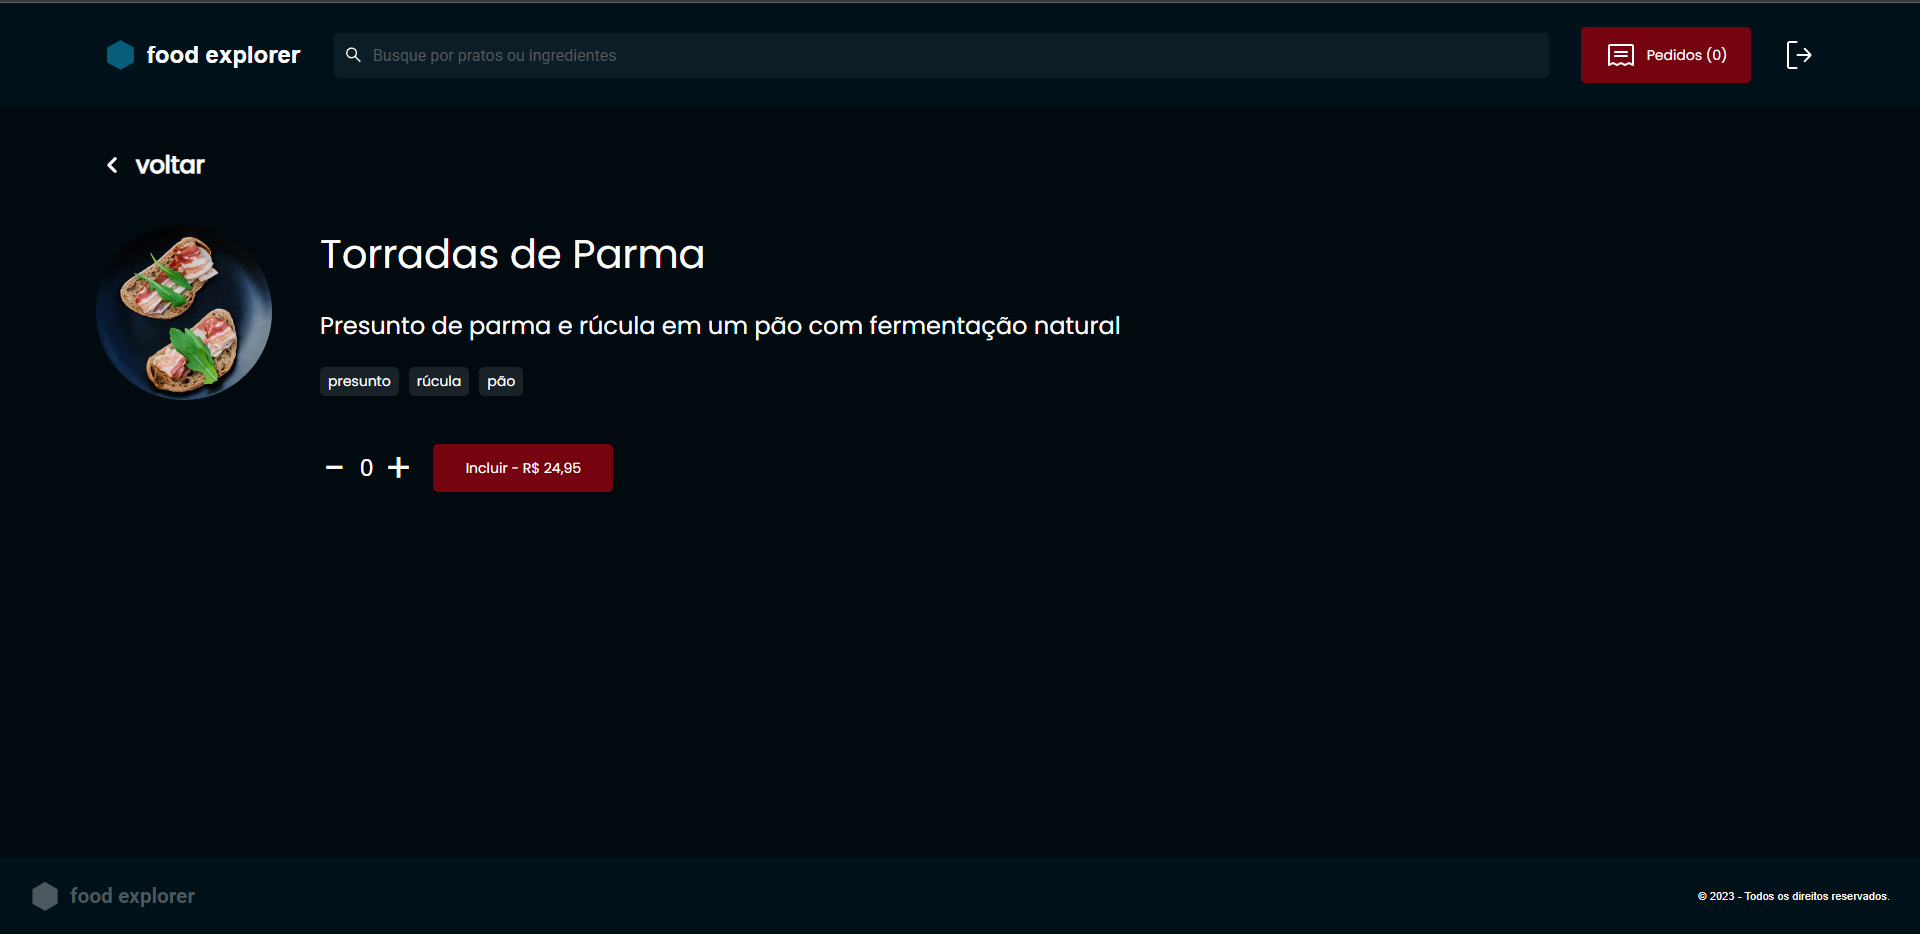 food explorer
Busque por pratos ou ingredientes
Pedidos (0)
voltar
Torradas de Parma
Presunto de parma e rúcula em um pão com fermentação natural
presunto rúcula pão
0
Incluir - R$ 24,95
food explorer
© 2023 - Todos os direitos reservados.